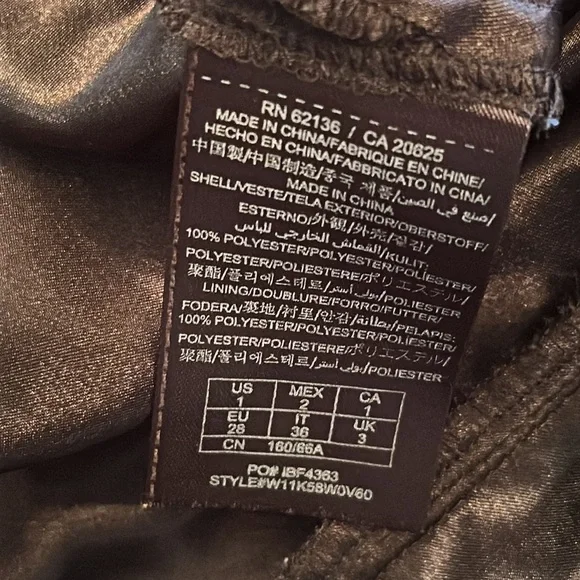 RN 62136 / CA 20625
MADE IN CHINA/FABRIQUE EN CHINE/
HECHO EN CHINA/FABBRICATO IN CINA/
中国製/中国制造/중국 제품/صنع في الصين/
MADE IN CHINA
SHELL/VESTE/TELA EXTERIOR/OBERSTOFF/
ESTERNO/外観/外壳/겉감/
القماش الخارجي للباس/KULIT:
100% POLYESTER/POLYESTER/
POLYESTER/POLIESTERE/ポリエステル/
聚酯/폴리에스테르/بولي أستر/POLIESTER
LINING/DOUBLURE/FORRO/FUTTER/
FODERA/裏地/衬里/안감/بطانة/PELAPIS:
100% POLYESTER/POLYESTER/POLYESTER/
POLYESTER/POLIESTERE/ポリエステル/
聚酯/폴리에스테르/بولي أستر/POLIESTER
US MEX CA
1 2 1
EU IT UK
28 36 3
CN 160/66A
PO# IBF4363
STYLE#W11K58W0V60